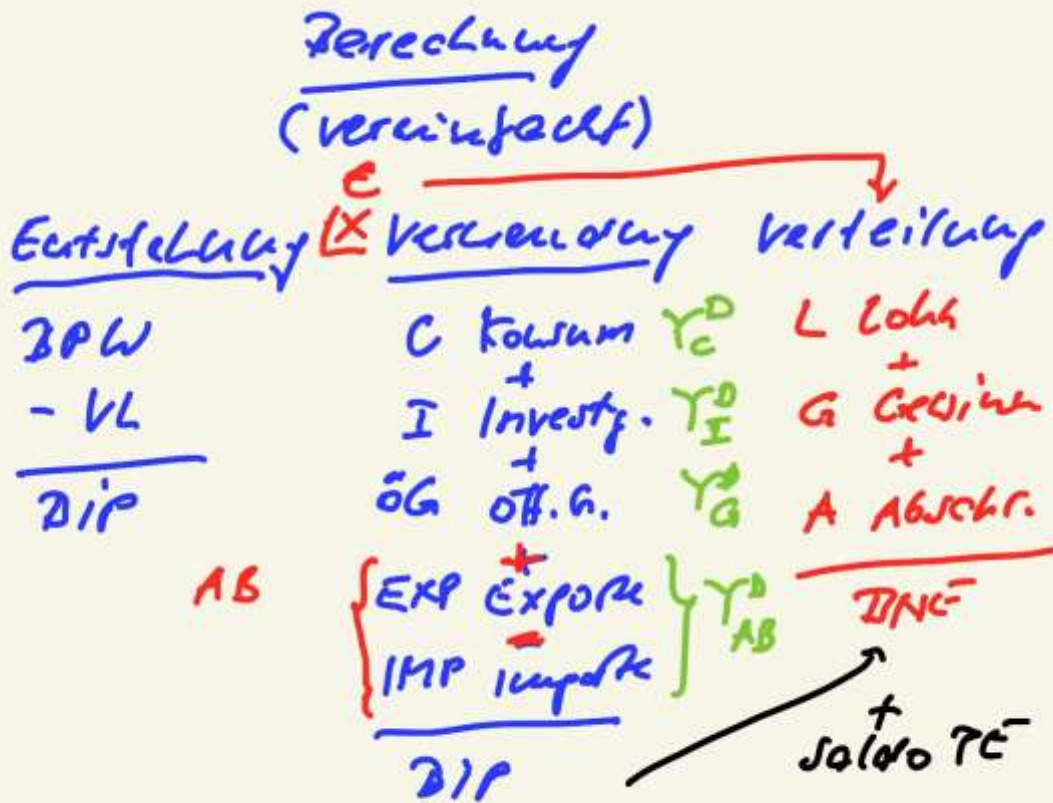 Berechnung
(vereinfacht)
€
Entstehung [X Verwendung Verteilung
BPW C Konsum Y^D_C L Lohn
+ +
- VL I Investg. Y^D_I G Gewinn
+ +
BIP öG öff. G. Y^D_G A Abschr.
+
AB { EXP Exporte } Y^D_AB BNE
-
IMP Importe
+
BIP Saldo PE